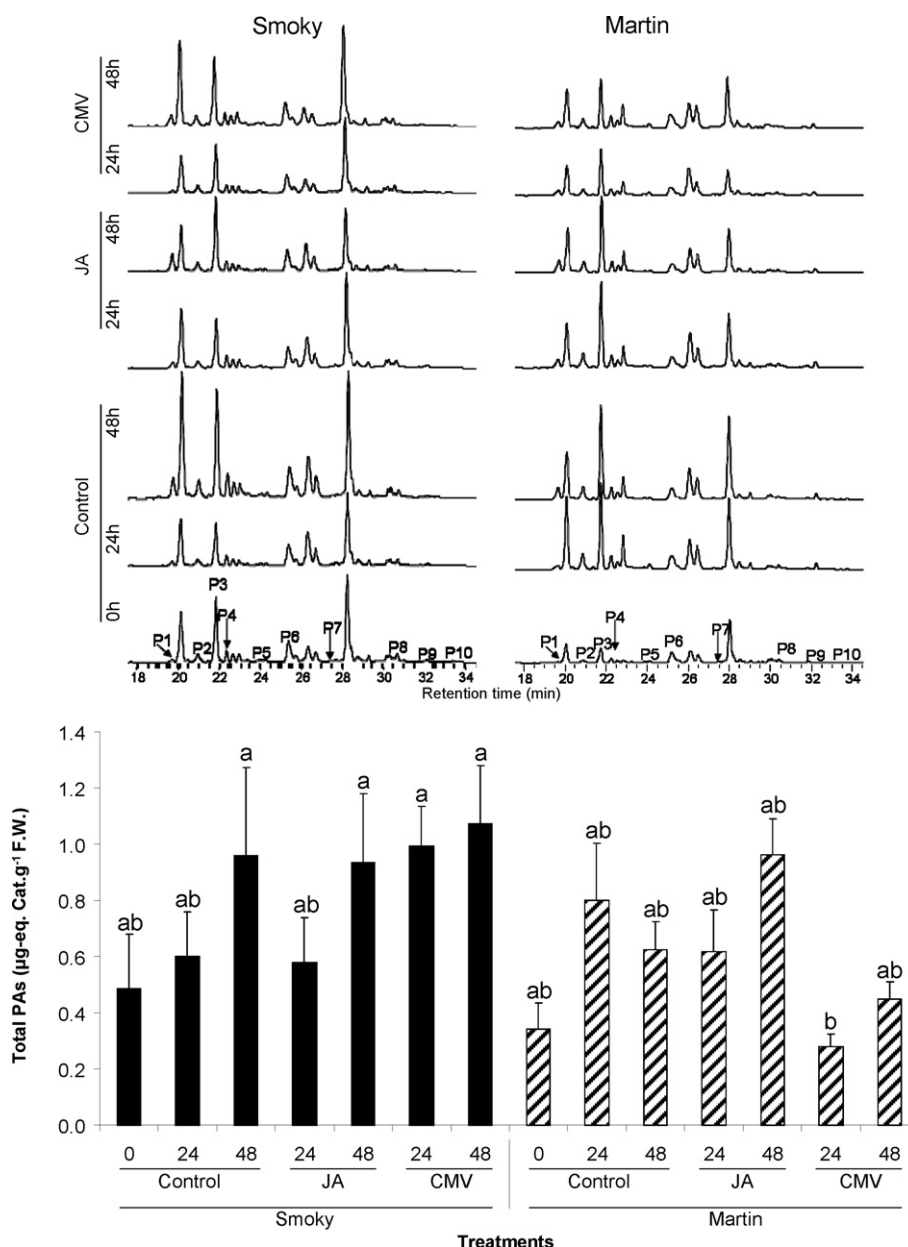 Smoky Martin
CMV
48h
24h
JA
48h
24h
Control
48h
24h
0h
P1 P2 P3 P4 P5 P6 P7 P8 P9 P10
P1 P2 P3 P4 P5 P6 P7 P8 P9 P10
20 22 24 26 28 30 32 34
18 20 22 24 26 28 30 32 34
Retention time (min)
Total PAs (µg-eq. Cat.g⁻¹ F.W.)
1.4
1.2
1.0
0.8
0.6
0.4
0.2
0.0
ab ab a ab a a a ab ab ab ab ab b ab
0 24 48 24 48 24 48 0 24 48 24 48 24 48
Control JA CMV Control JA CMV
Smoky Martin
Treatments